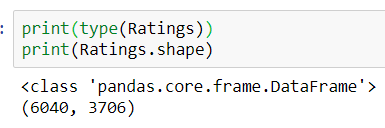 : print(type(Ratings))
print(Ratings.shape)
<class 'pandas.core.frame.DataFrame'>
(6040, 3706)